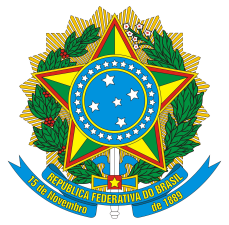 REPÚBLICA FEDERATIVA DO BRASIL
15 de Novembro
de 1889